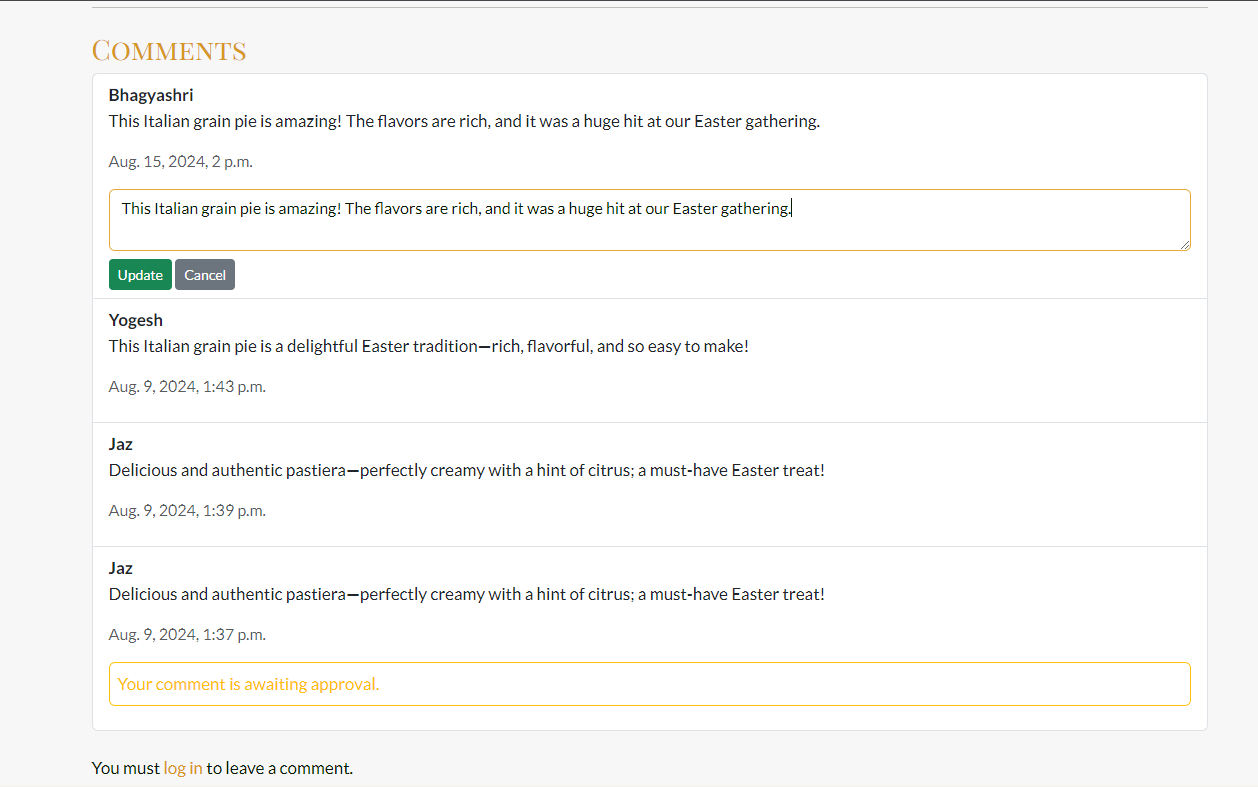 Comments
Bhagyashri
This Italian grain pie is amazing! The flavors are rich, and it was a huge hit at our Easter gathering.
Aug. 15, 2024, 2 p.m.
This Italian grain pie is amazing! The flavors are rich, and it was a huge hit at our Easter gathering.
Update Cancel
Yogesh
This Italian grain pie is a delightful Easter tradition—rich, flavorful, and so easy to make!
Aug. 9, 2024, 1:43 p.m.
Jaz
Delicious and authentic pastiera—perfectly creamy with a hint of citrus; a must-have Easter treat!
Aug. 9, 2024, 1:39 p.m.
Jaz
Delicious and authentic pastiera—perfectly creamy with a hint of citrus; a must-have Easter treat!
Aug. 9, 2024, 1:37 p.m.
Your comment is awaiting approval.
You must log in to leave a comment.